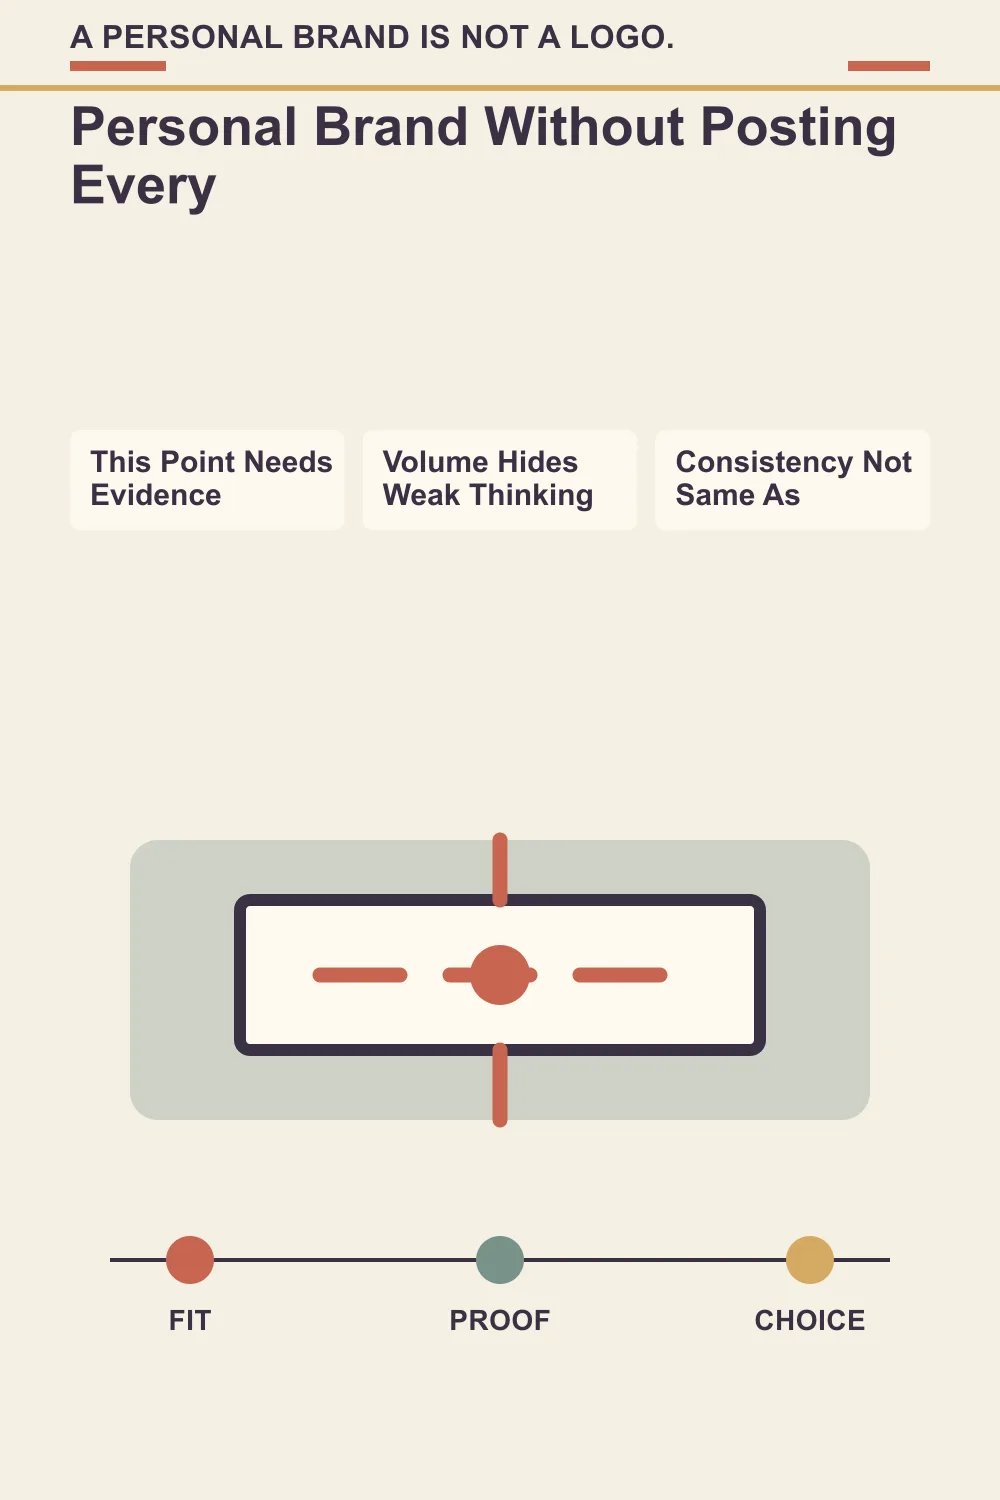 A PERSONAL BRAND IS NOT A LOGO.
Personal Brand Without Posting
Every
This Point Needs
Evidence
Volume Hides
Weak Thinking
Consistency Not
Same As
FIT
PROOF
CHOICE